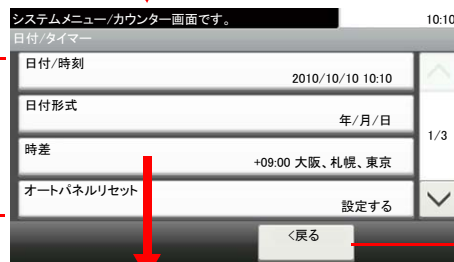 システムメニュー/カウンター画面です。
10:10
日付/タイマー
日付/時刻
2010/10/10 10:10
日付形式
年/月/日
1/3
時差
+09:00 大阪、札幌、東京
オートパネルリセット
設定する
<戻る